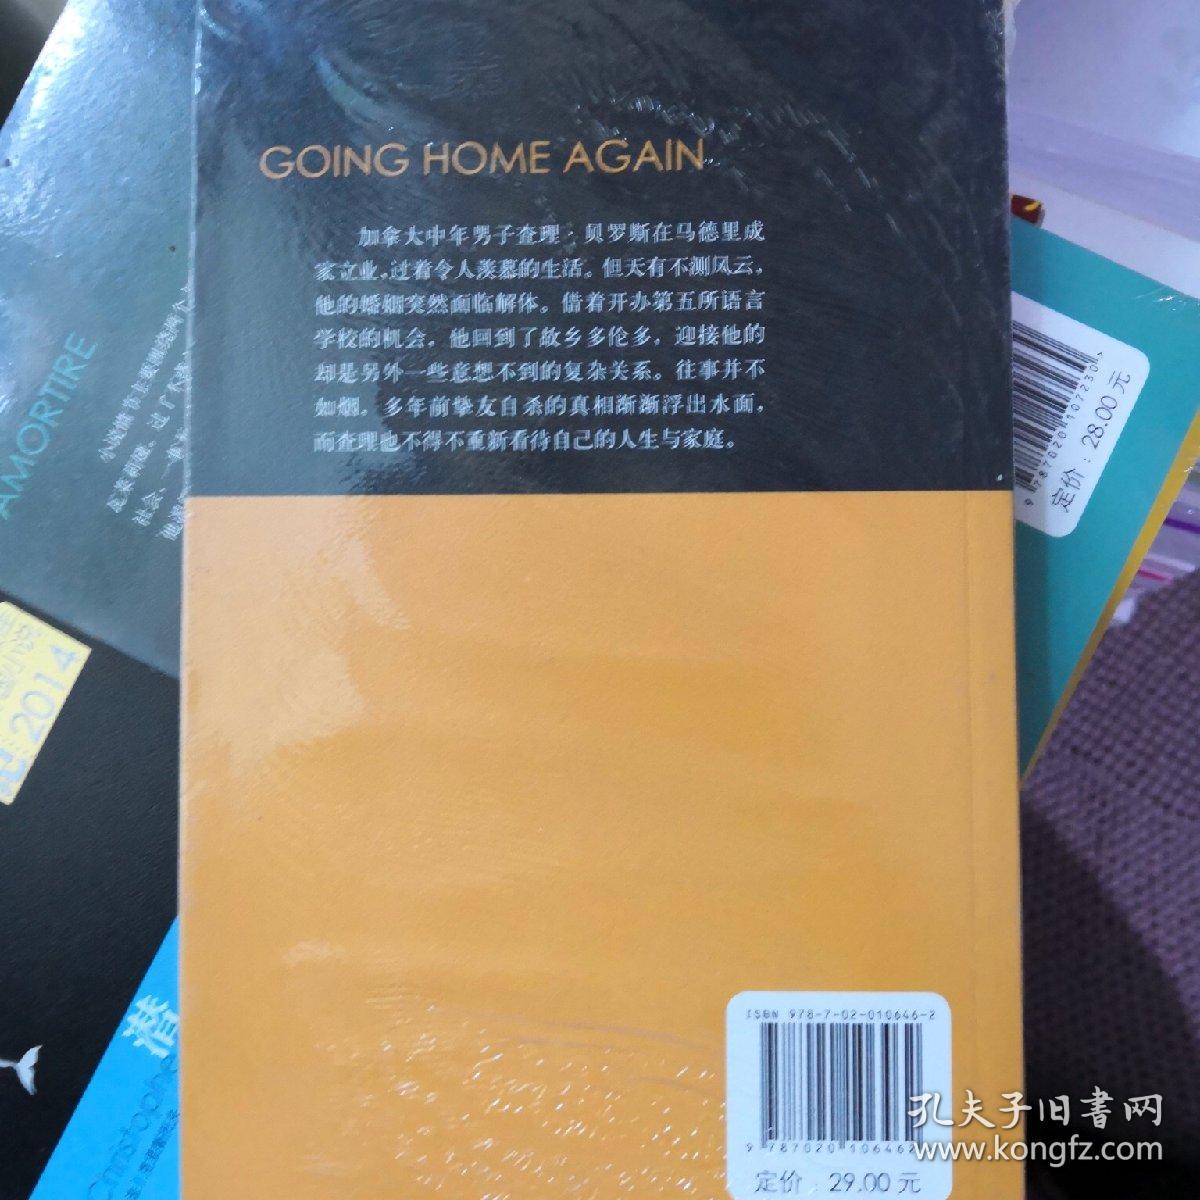 GOING HOME AGAIN
加拿大中年男子查理·贝罗斯在马德里成
家立业,过着令人羡慕的生活。但天有不测风云,
他的婚姻突然面临解体。借着开办第五所语言
学校的机会,他回到了故乡多伦多,迎接他的
却是另外一些意想不到的复杂关系。往事并不
如烟。多年前挚友自杀的真相渐渐浮出水面,
而查理也不得不重新看待自己的人生与家庭。
ISBN 978-7-02-010646-2
9 787020 10646
定价:29.00元
9 787020 107230
定价:28.00元
AMORTIRE
2014
孔夫子旧书网
www.kongfz.com